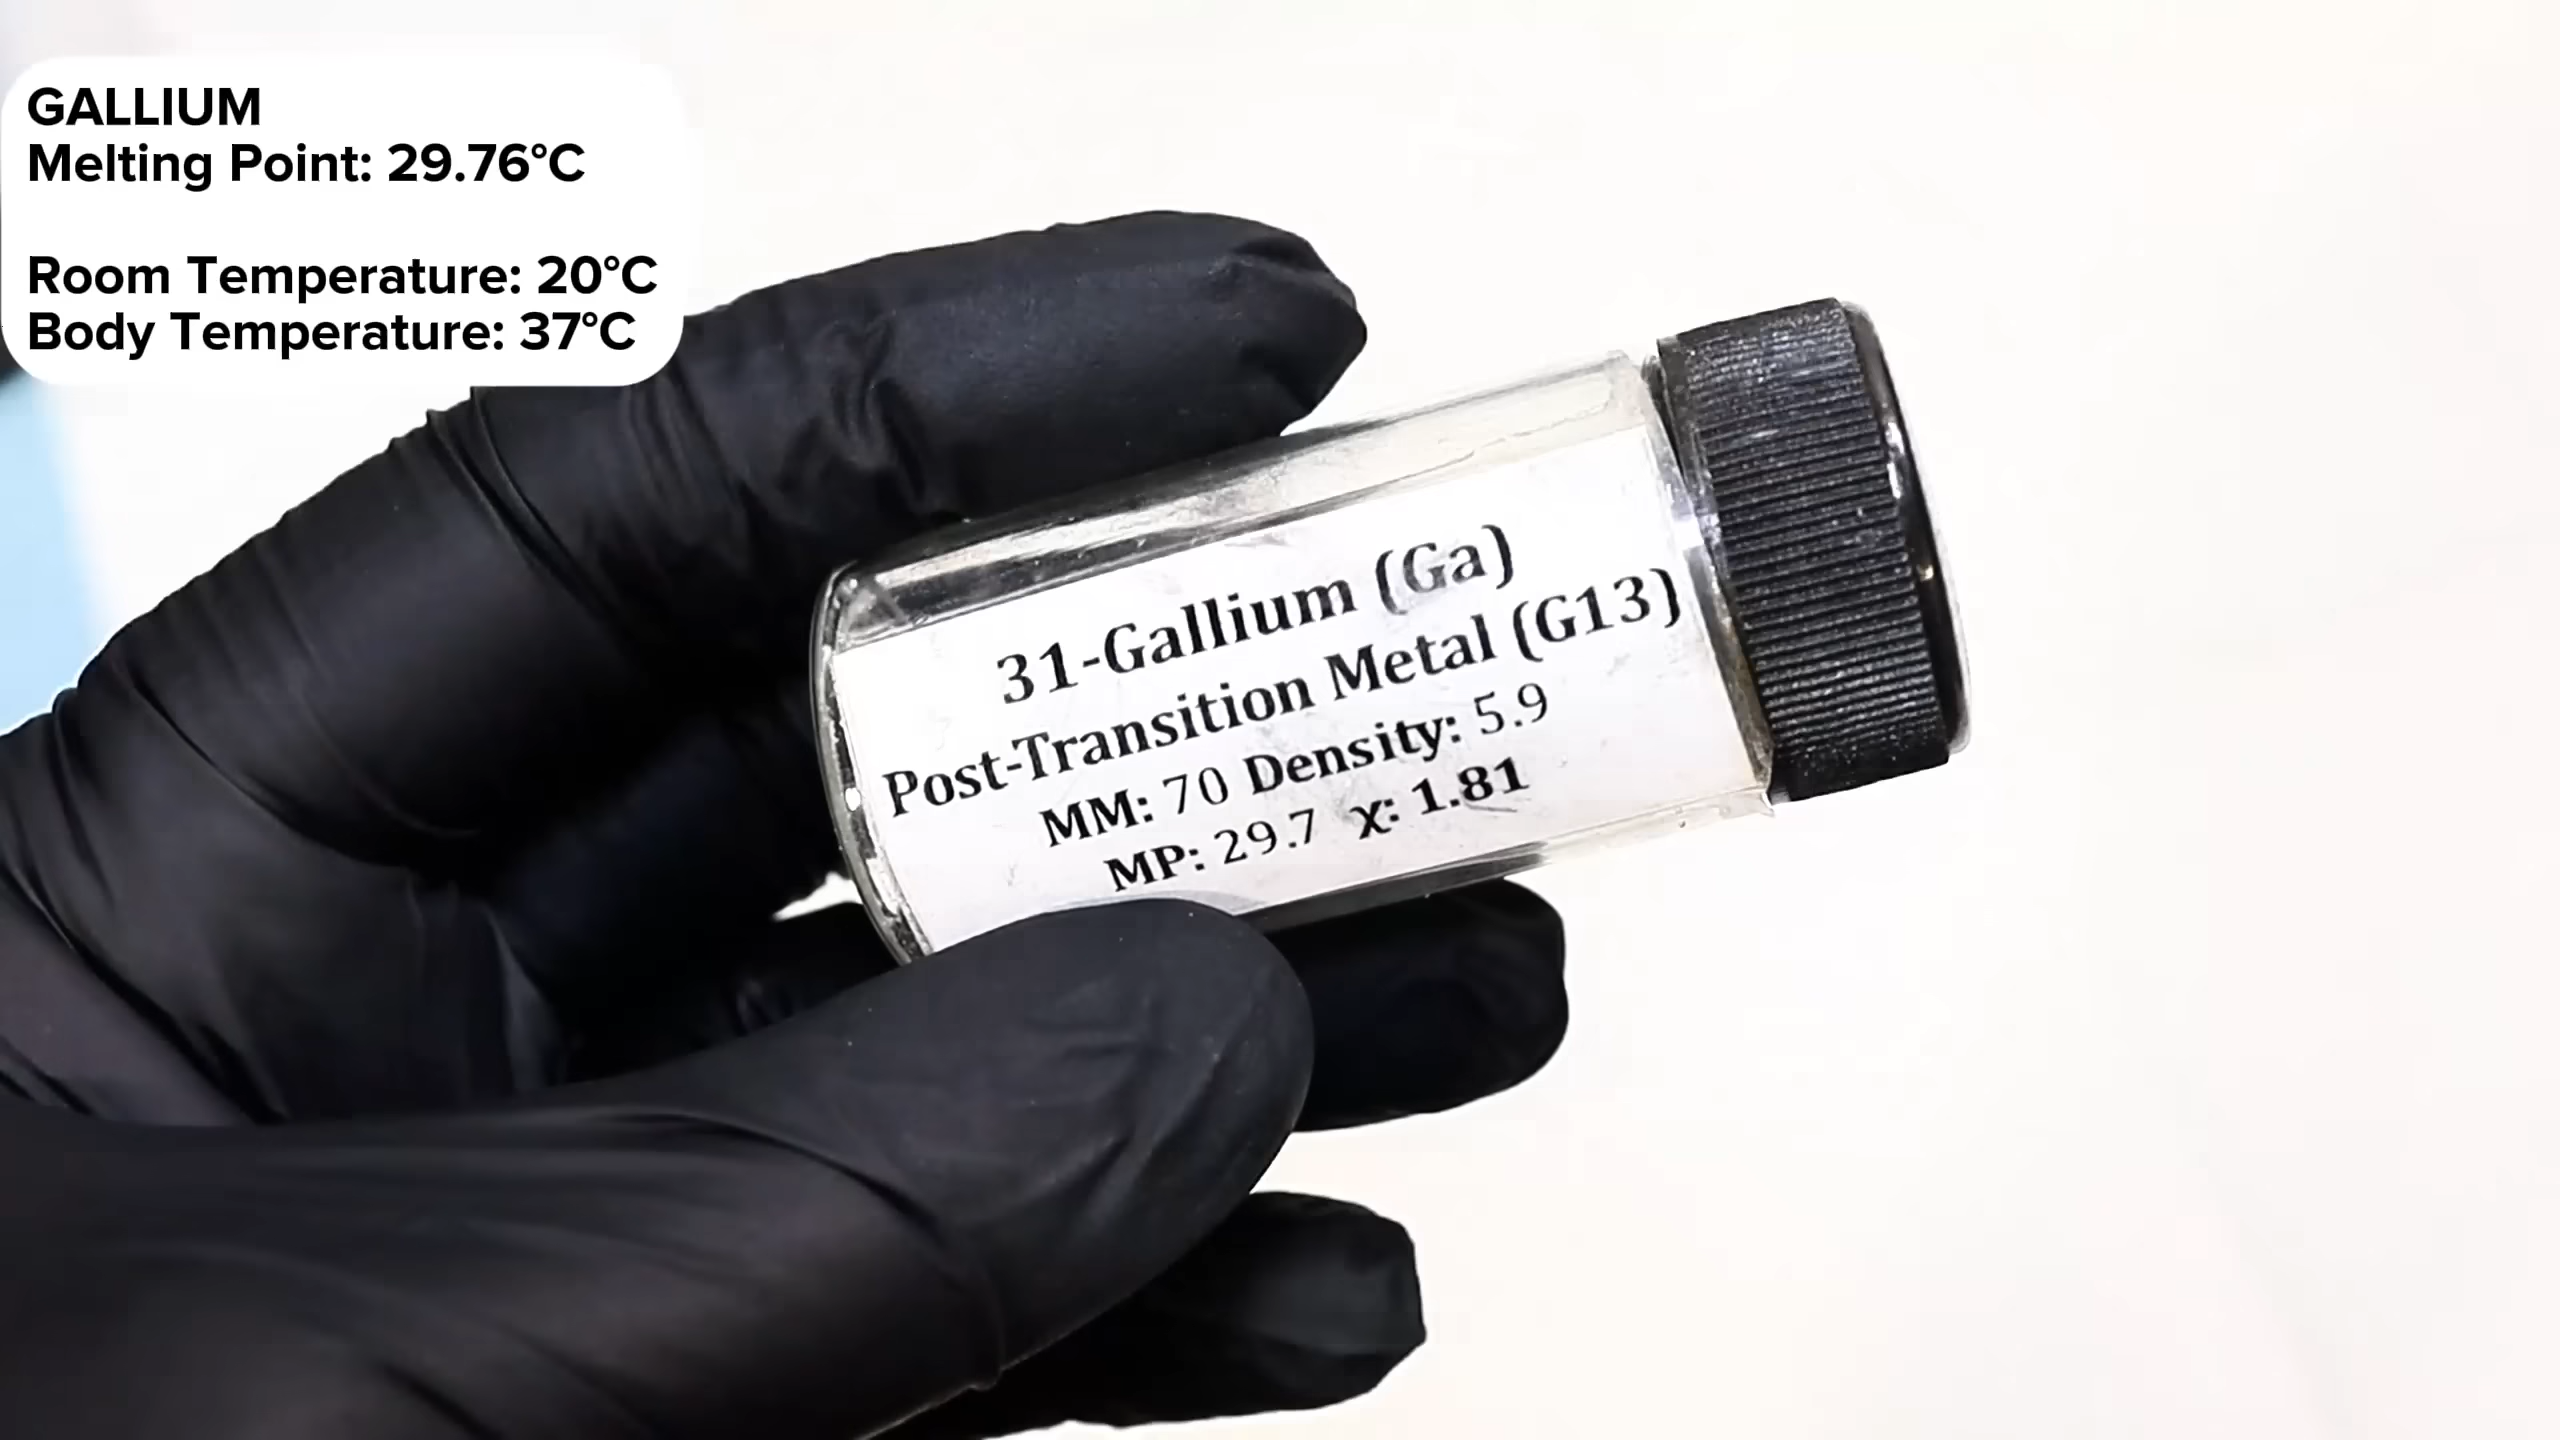 GALLIUM
Melting Point: 29.76°C
Room Temperature: 20°C
Body Temperature: 37°C
31-Gallium (Ga)
Post-Transition Metal (G13)
MM: 70 Density: 5.9
MP: 29.7 χ: 1.81